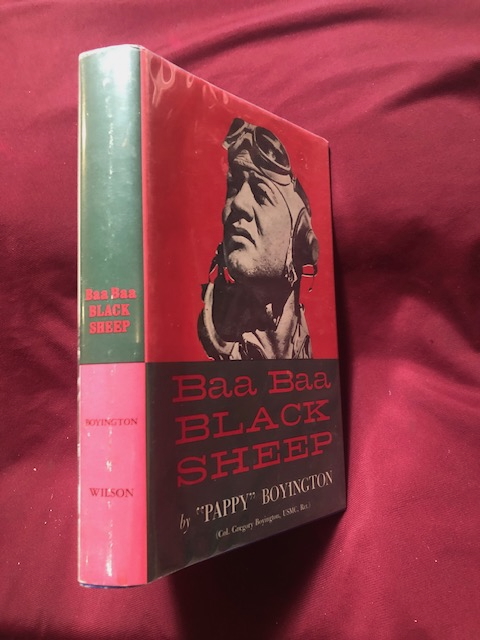 Baa Baa
BLACK
SHEEP
BOYINGTON
WILSON
Baa Baa
BLACK
SHEEP
by "PAPPY" BOYINGTON
(Col. Gregory Boyington, USMC, Ret.)